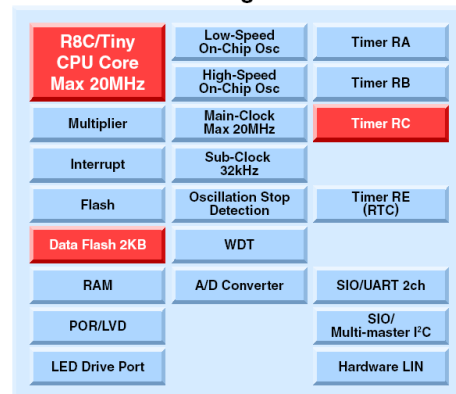 R8C/Tiny
CPU Core
Max 20MHz
Multiplier
Interrupt
Flash
Data Flash 2KB
RAM
POR/LVD
LED Drive Port
Low-Speed
On-Chip Osc
High-Speed
On-Chip Osc
Main-Clock
Max 20MHz
Sub-Clock
32kHz
Oscillation Stop
Detection
WDT
A/D Converter
Timer RA
Timer RB
Timer RC
Timer RE
(RTC)
SIO/UART 2ch
SIO/
Multi-master I²C
Hardware LIN